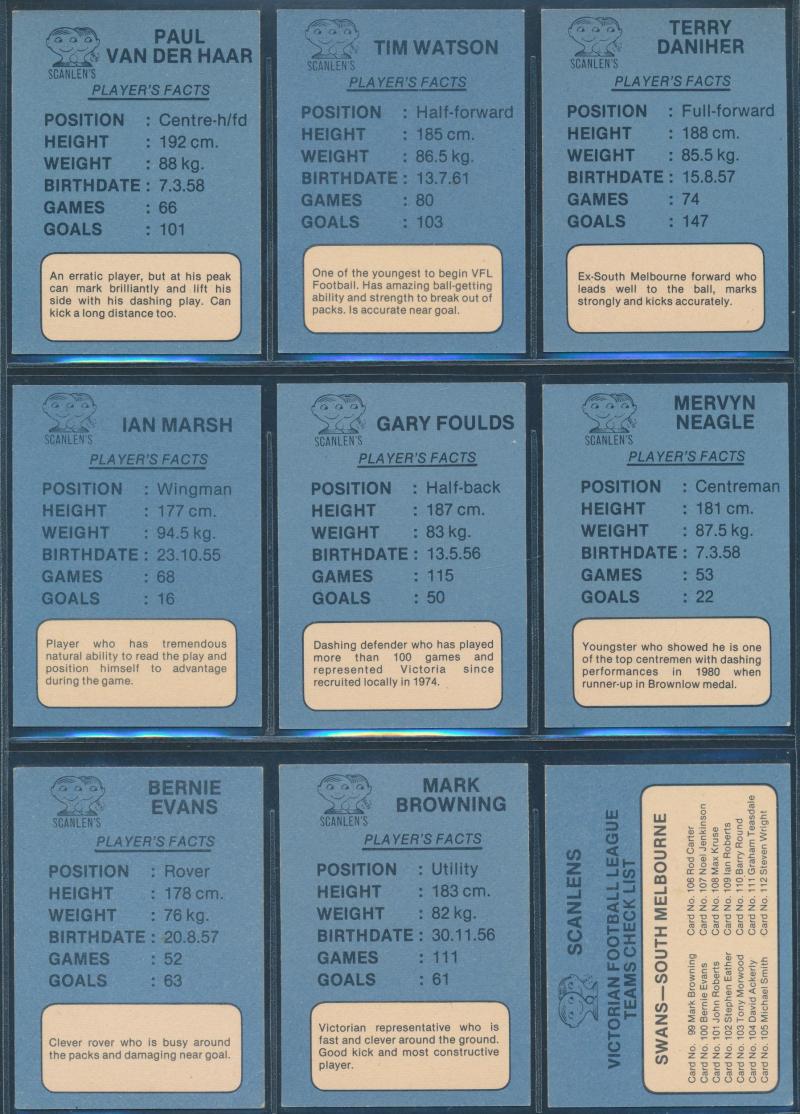 SCANLEN'S
PAUL
VAN DER HAAR
PLAYER'S FACTS
POSITION : Centre-h/fd
HEIGHT : 192 cm.
WEIGHT : 88 kg.
BIRTHDATE : 7.3.58
GAMES : 66
GOALS : 101
An erratic player, but at his peak
can mark brilliantly and lift his
side with his dashing play. Can
kick a long distance too.
SCANLEN'S
TIM WATSON
PLAYER'S FACTS
POSITION : Half-forward
HEIGHT : 185 cm.
WEIGHT : 86.5 kg.
BIRTHDATE : 13.7.61
GAMES : 80
GOALS : 103
One of the youngest to begin VFL
Football. Has amazing ball-getting
ability and strength to break out of
packs. Is accurate near goal.
SCANLEN'S
TERRY
DANIHER
PLAYER'S FACTS
POSITION : Full-forward
HEIGHT : 188 cm.
WEIGHT : 85.5 kg.
BIRTHDATE : 15.8.57
GAMES : 74
GOALS : 147
Ex-South Melbourne forward who
leads well to the ball, marks
strongly and kicks accurately.
SCANLEN'S
IAN MARSH
PLAYER'S FACTS
POSITION : Wingman
HEIGHT : 177 cm.
WEIGHT : 94.5 kg.
BIRTHDATE : 23.10.55
GAMES : 68
GOALS : 16
Player who has tremendous
natural ability to read the play and
position himself to advantage
during the game.
SCANLEN'S
GARY FOULDS
PLAYER'S FACTS
POSITION : Half-back
HEIGHT : 187 cm.
WEIGHT : 83 kg.
BIRTHDATE : 13.5.56
GAMES : 115
GOALS : 50
Dashing defender who has played
more than 100 games and
represented Victoria since
recruited locally in 1974.
SCANLEN'S
MERVYN
NEAGLE
PLAYER'S FACTS
POSITION : Centreman
HEIGHT : 181 cm.
WEIGHT : 87.5 kg.
BIRTHDATE : 7.3.58
GAMES : 53
GOALS : 22
Youngster who showed he is one
of the top centremen with dashing
performances in 1980 when
runner-up in Brownlow medal.
SCANLEN'S
BERNIE
EVANS
PLAYER'S FACTS
POSITION : Rover
HEIGHT : 178 cm.
WEIGHT : 76 kg.
BIRTHDATE : 20.8.57
GAMES : 52
GOALS : 63
Clever rover who is busy around
the packs and damaging near goal.
SCANLEN'S
MARK
BROWNING
PLAYER'S FACTS
POSITION : Utility
HEIGHT : 183 cm.
WEIGHT : 82 kg.
BIRTHDATE : 30.11.56
GAMES : 111
GOALS : 61
Victorian representative who is
fast and clever around the ground.
Good kick and most constructive
player.
SCANLENS
VICTORIAN FOOTBALL LEAGUE
TEAMS CHECK LIST
SWANS—SOUTH MELBOURNE
Card No. 99 Mark Browning
Card No. 100 Bernie Evans
Card No. 101 John Roberts
Card No. 102 Stephen Eather
Card No. 103 Tony Morwood
Card No. 104 David Ackerly
Card No. 105 Michael Smith
Card No. 106 Rod Carter
Card No. 107 Noel Jenkinson
Card No. 108 Max Kruse
Card No. 109 Ian Roberts
Card No. 110 Barry Round
Card No. 111 Graham Teasdale
Card No. 112 Steven Wright